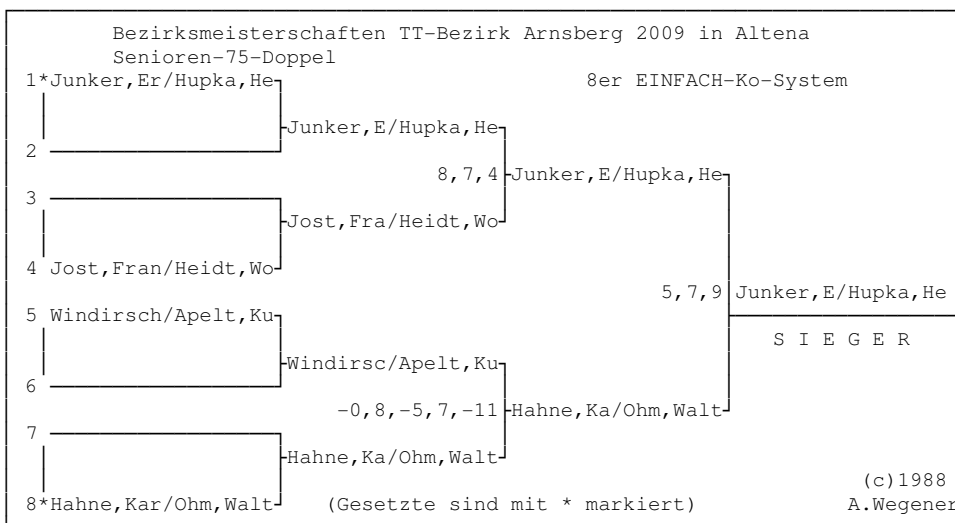 Bezirksmeisterschaften TT-Bezirk Arnsberg 2009 in Altena
Senioren-75-Doppel
1*Junker,Er/Hupka,He 8er EINFACH-Ko-System
Junker,E/Hupka,He
2
8,7,4 Junker,E/Hupka,He
3
Jost,Fra/Heidt,Wo
4 Jost,Fran/Heidt,Wo
5,7,9 Junker,E/Hupka,He
5 Windirsch/Apelt,Ku
S I E G E R
Windirsc/Apelt,Ku
6
-0,8,-5,7,-11 Hahne,Ka/Ohm,Walt
7
Hahne,Ka/Ohm,Walt
(c)1988
8*Hahne,Kar/Ohm,Walt (Gesetzte sind mit * markiert) A.Wegener